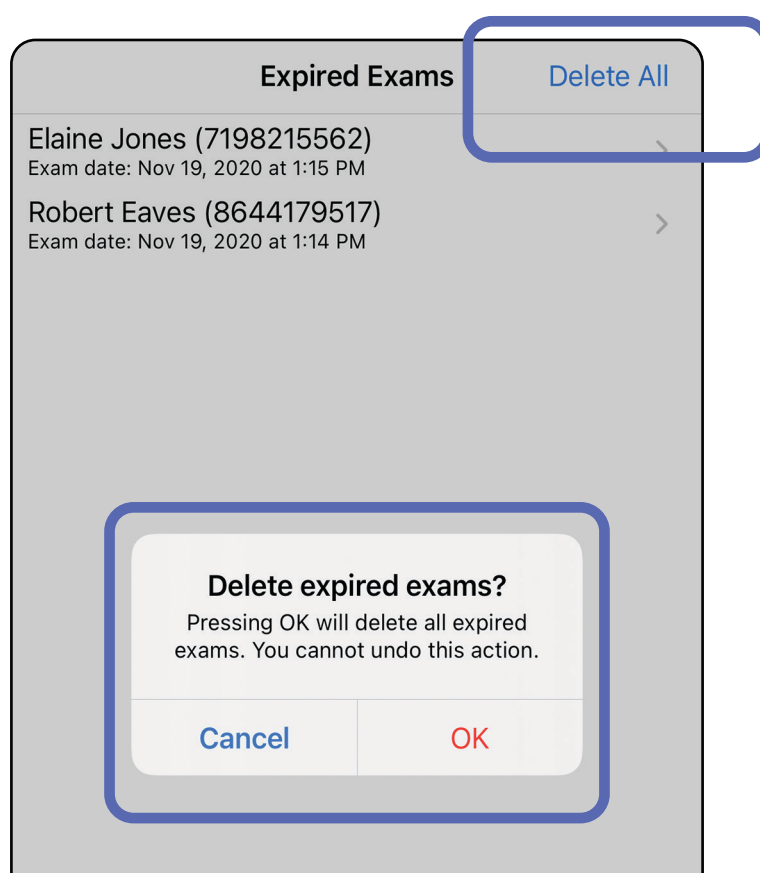 Expired Exams
Delete All
Elaine Jones (7198215562)
Exam date: Nov 19, 2020 at 1:15 PM
Robert Eaves (8644179517)
Exam date: Nov 19, 2020 at 1:14 PM
Delete expired exams?
Pressing OK will delete all expired
exams. You cannot undo this action.
Cancel
OK